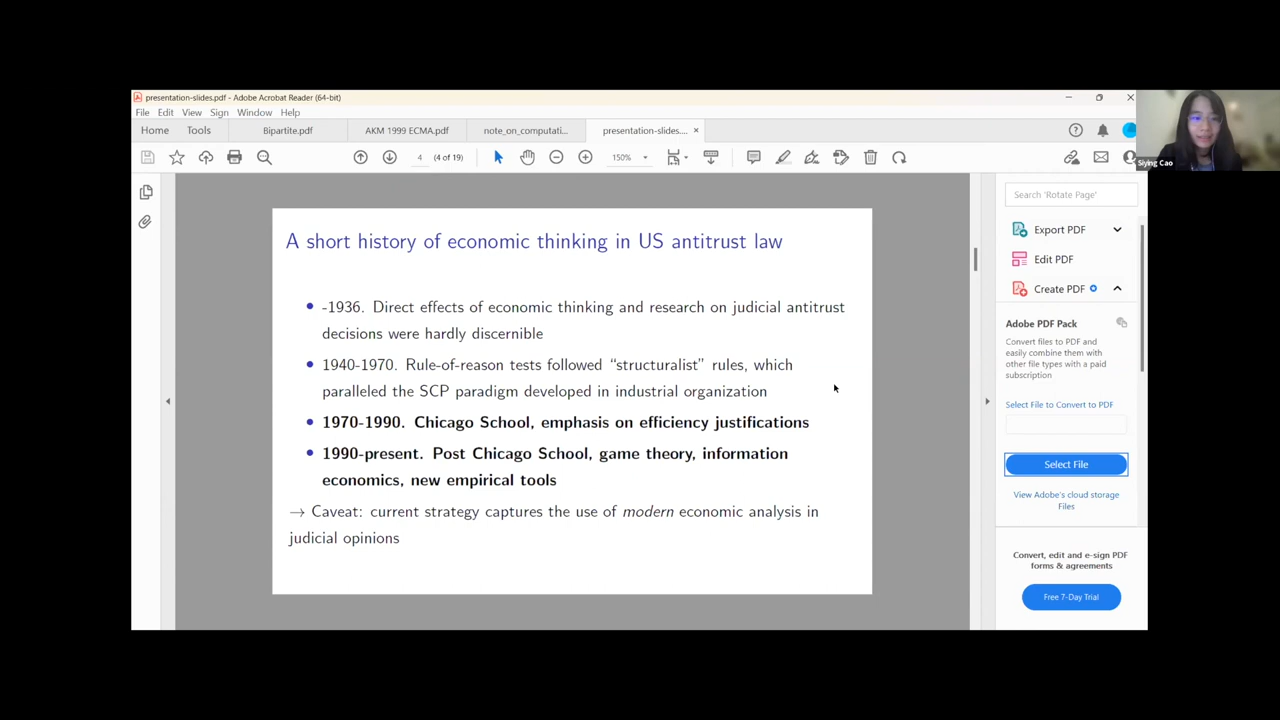 presentation-slides.pdf - Adobe Acrobat Reader (64-bit)
File Edit View Sign Window Help
Home Tools Bipartite.pdf AKM 1999 ECMA.pdf note_on_computati... presentation-slides.... ×
4 (4 of 19) 150%
Siying Cao
Search 'Rotate Page'
Export PDF
Edit PDF
Create PDF
Adobe PDF Pack
Convert files to PDF and
easily combine them with
other file types with a paid
subscription
Select File to Convert to PDF
Select File
View Adobe's cloud storage
Files
Convert, edit and e-sign PDF
forms & agreements
Free 7-Day Trial
A short history of economic thinking in US antitrust law
• -1936. Direct effects of economic thinking and research on judicial antitrust
decisions were hardly discernible
• 1940-1970. Rule-of-reason tests followed “structuralist” rules, which
paralleled the SCP paradigm developed in industrial organization
• 1970-1990. Chicago School, emphasis on efficiency justifications
• 1990-present. Post Chicago School, game theory, information
economics, new empirical tools
→ Caveat: current strategy captures the use of modern economic analysis in
judicial opinions